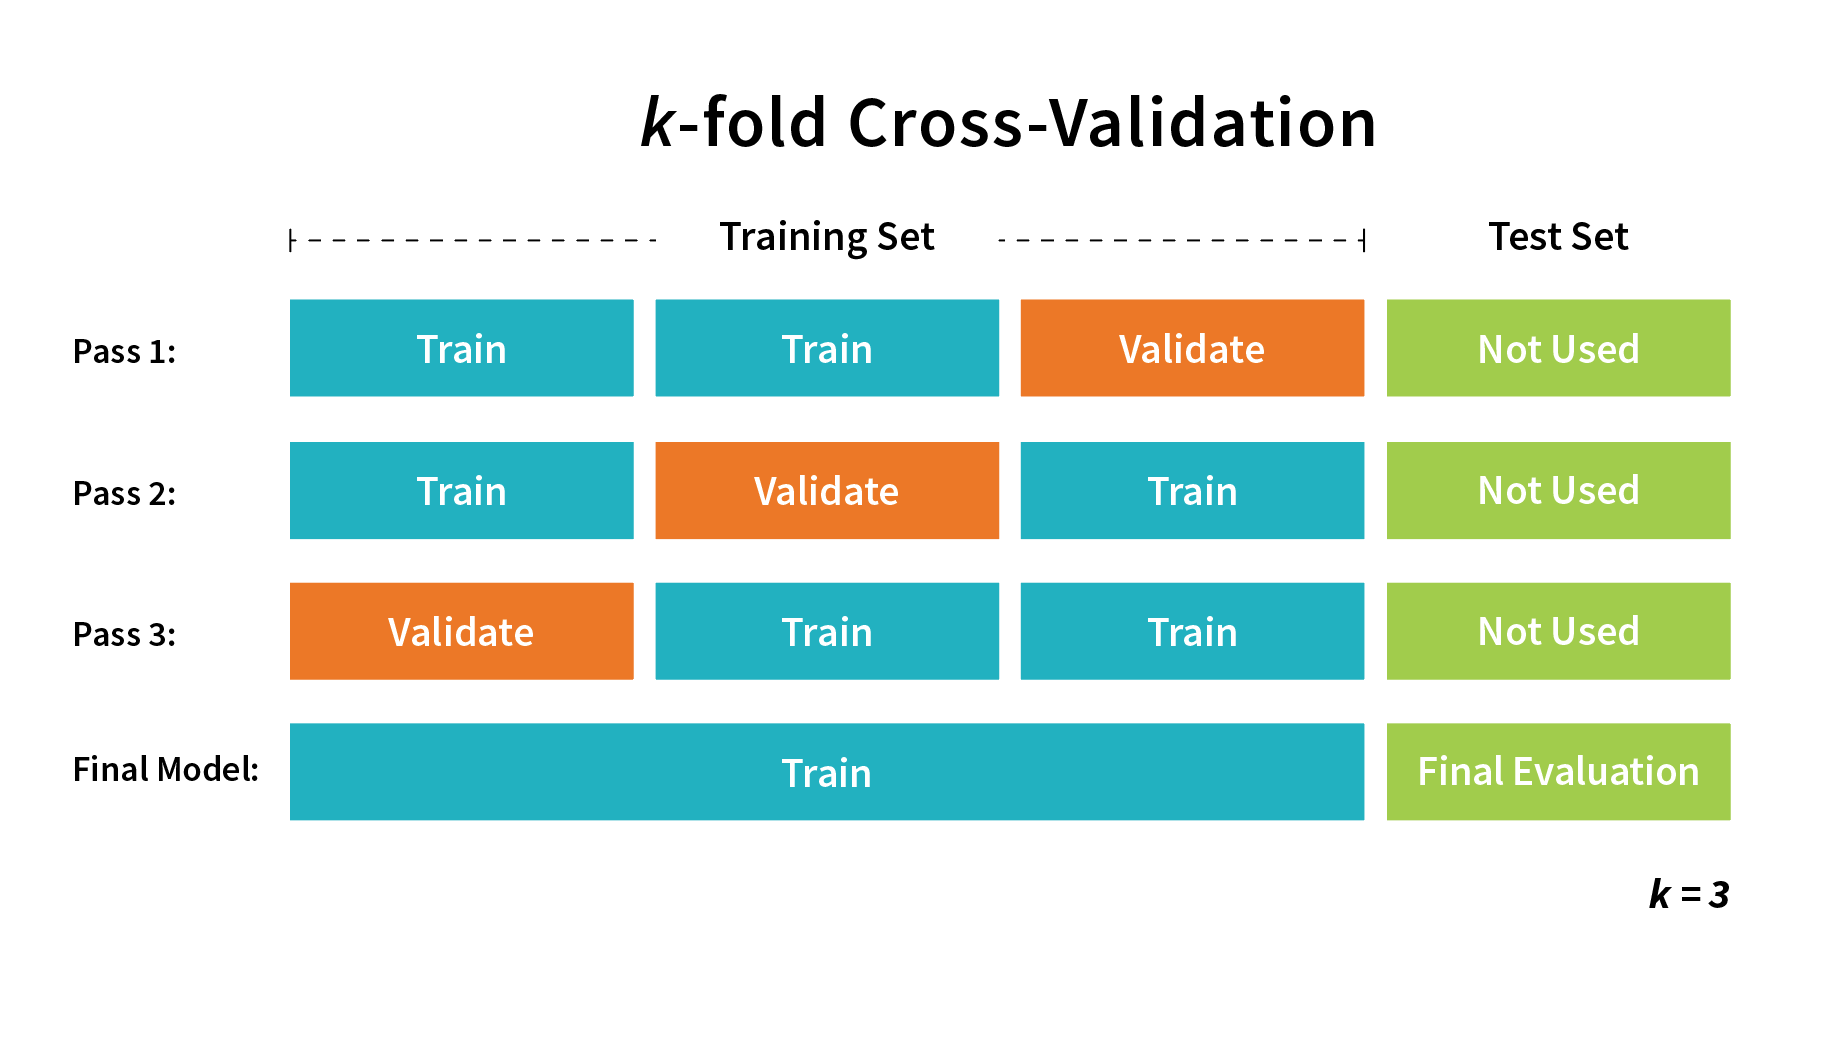 k-fold Cross-Validation
Training Set Test Set
Pass 1: Train Train Validate Not Used
Pass 2: Train Validate Train Not Used
Pass 3: Validate Train Train Not Used
Final Model: Train Final Evaluation
k = 3